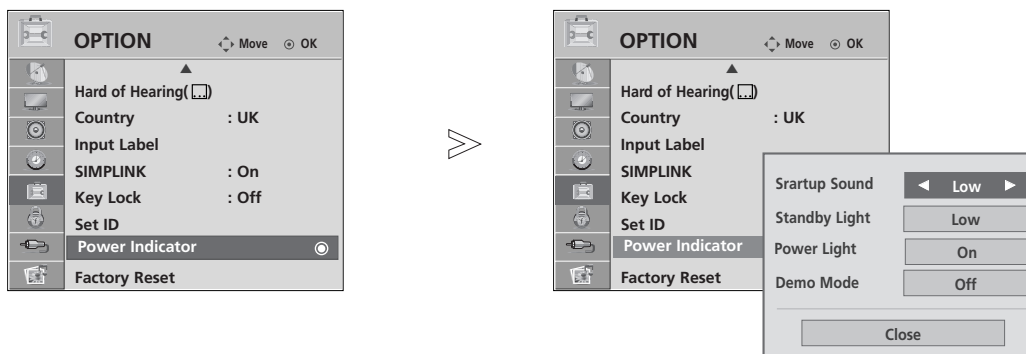 OPTION Move OK
Hard of Hearing(...)
Country : UK
Input Label
SIMPLINK : On
Key Lock : Off
Set ID
Power Indicator
Factory Reset
OPTION Move OK
Hard of Hearing(...)
Country : UK
Input Label
SIMPLINK
Key Lock
Set ID
Power Indicator
Factory Reset
Srartup Sound Low
Standby Light Low
Power Light On
Demo Mode Off
Close